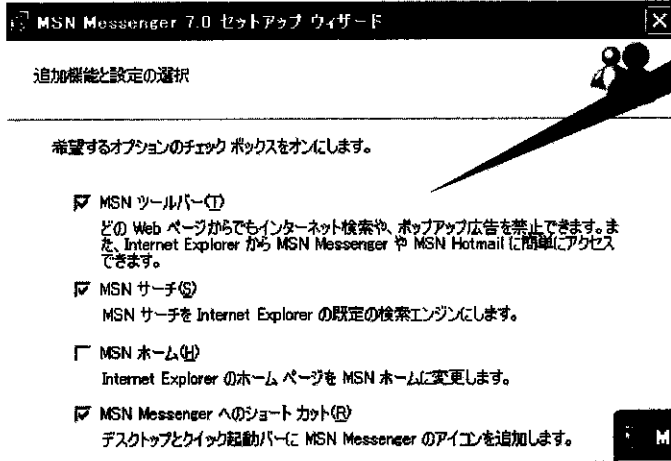 MSN Messenger 7.0 セットアップ ウィザード
追加機能と設定の選択
希望するオプションのチェック ボックスをオンにします。
MSN ツールバー(T)
どの Web ページからでもインターネット検索や、ポップアップ広告を禁止できます。ま
た、Internet Explorer から MSN Messenger や MSN Hotmail に簡単にアクセス
できます。
MSN サーチ(S)
MSN サーチを Internet Explorer の既定の検索エンジンにします。
MSN ホーム(H)
Internet Explorer のホーム ページを MSN ホームに変更します。
MSN Messenger へのショート カット(R)
デスクトップとクイック起動バーに MSN Messenger のアイコンを追加します。
M